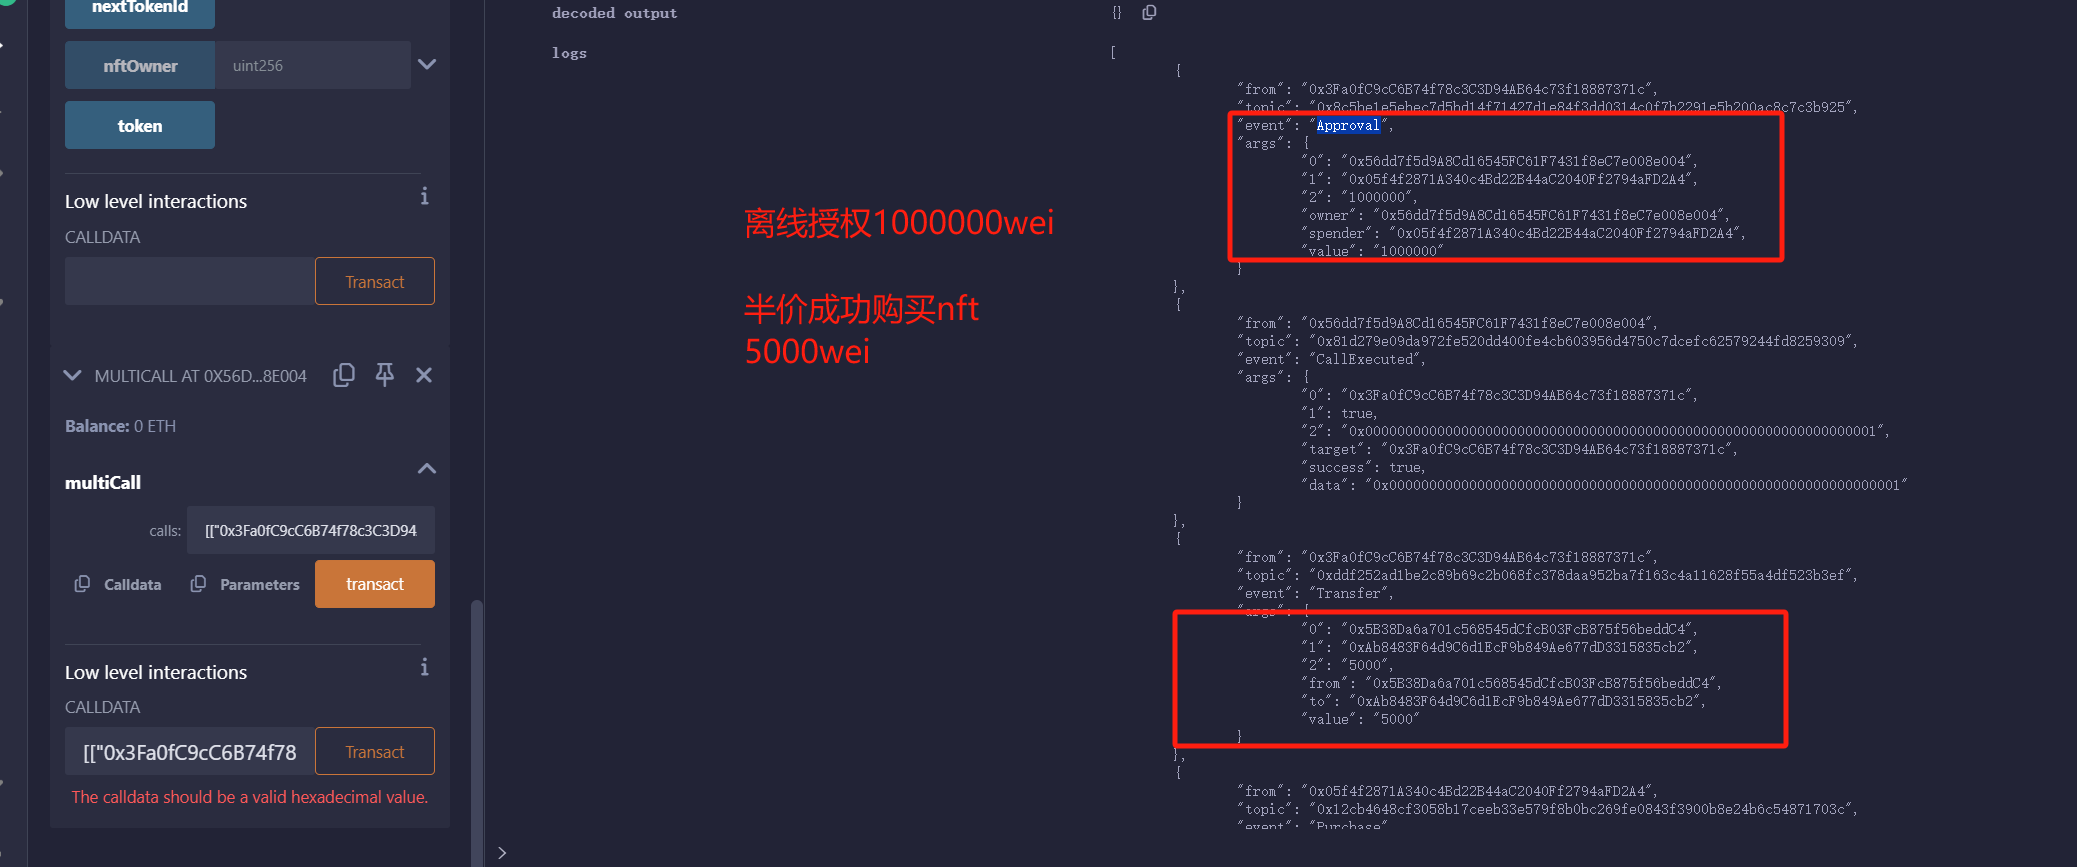 nextTokenId
nftOwner
uint256
token
Low level interactions
i
CALLDATA
Transact
MULTICALL AT 0X56D...8E004
Balance: 0 ETH
multiCall
calls:
[["0x3Fa0fC9cC6B74f78c3C3D94
Calldata
Parameters
transact
Low level interactions
i
CALLDATA
[["0x3Fa0fC9cC6B74f78
Transact
The calldata should be a valid hexadecimal value.
decoded output
{}
logs
[
{
"from": "0x3Fa0fC9cC6B74f78c3C3D94AB64c73f18887371c",
"topic": "0x8c5be1e5ebec7d5bd14f71427d1e84f3dd0314c0f7b2291e5b200ac8c7c3b925",
"event": "Approval",
"args": {
"0": "0x56dd7f5d9A8Cd16545FC61F7431f8eC7e008e004",
"1": "0x05f4f2871A340c4Bd22B44aC2040Ff2794aFD2A4",
"2": "1000000",
"owner": "0x56dd7f5d9A8Cd16545FC61F7431f8eC7e008e004",
"spender": "0x05f4f2871A340c4Bd22B44aC2040Ff2794aFD2A4",
"value": "1000000"
}
},
离线授权1000000wei
半价成功购买nft
5000wei
{
"from": "0x56dd7f5d9A8Cd16545FC61F7431f8eC7e008e004",
"topic": "0x81d279e09da972fe520dd400fe4cb603956d4750c7dcefc62579244fd8259309",
"event": "CallExecuted",
"args": {
"0": "0x3Fa0fC9cC6B74f78c3C3D94AB64c73f18887371c",
"1": true,
"2": "0x0000000000000000000000000000000000000000000000000000000000000001",
"target": "0x3Fa0fC9cC6B74f78c3C3D94AB64c73f18887371c",
"success": true,
"data": "0x0000000000000000000000000000000000000000000000000000000000000001"
}
},
{
"from": "0x3Fa0fC9cC6B74f78c3C3D94AB64c73f18887371c",
"topic": "0xddf252ad1be2c89b69c2b068fc378daa952ba7f163c4a11628f55a4df523b3ef",
"event": "Transfer",
"args": {
"0": "0x5B38Da6a701c568545dCfcB03FcB875f56beddC4",
"1": "0xAb8483F64d9C6d1EcF9b849Ae677dD3315835cb2",
"2": "5000",
"from": "0x5B38Da6a701c568545dCfcB03FcB875f56beddC4",
"to": "0xAb8483F64d9C6d1EcF9b849Ae677dD3315835cb2",
"value": "5000"
}
},
{
"from": "0x05f4f2871A340c4Bd22B44aC2040Ff2794aFD2A4",
"topic": "0x12cb4648cf3058b17ceeb33e579f8b0bc269fe0843f3900b8e24b6c54871703c",
"event": "Purchase"